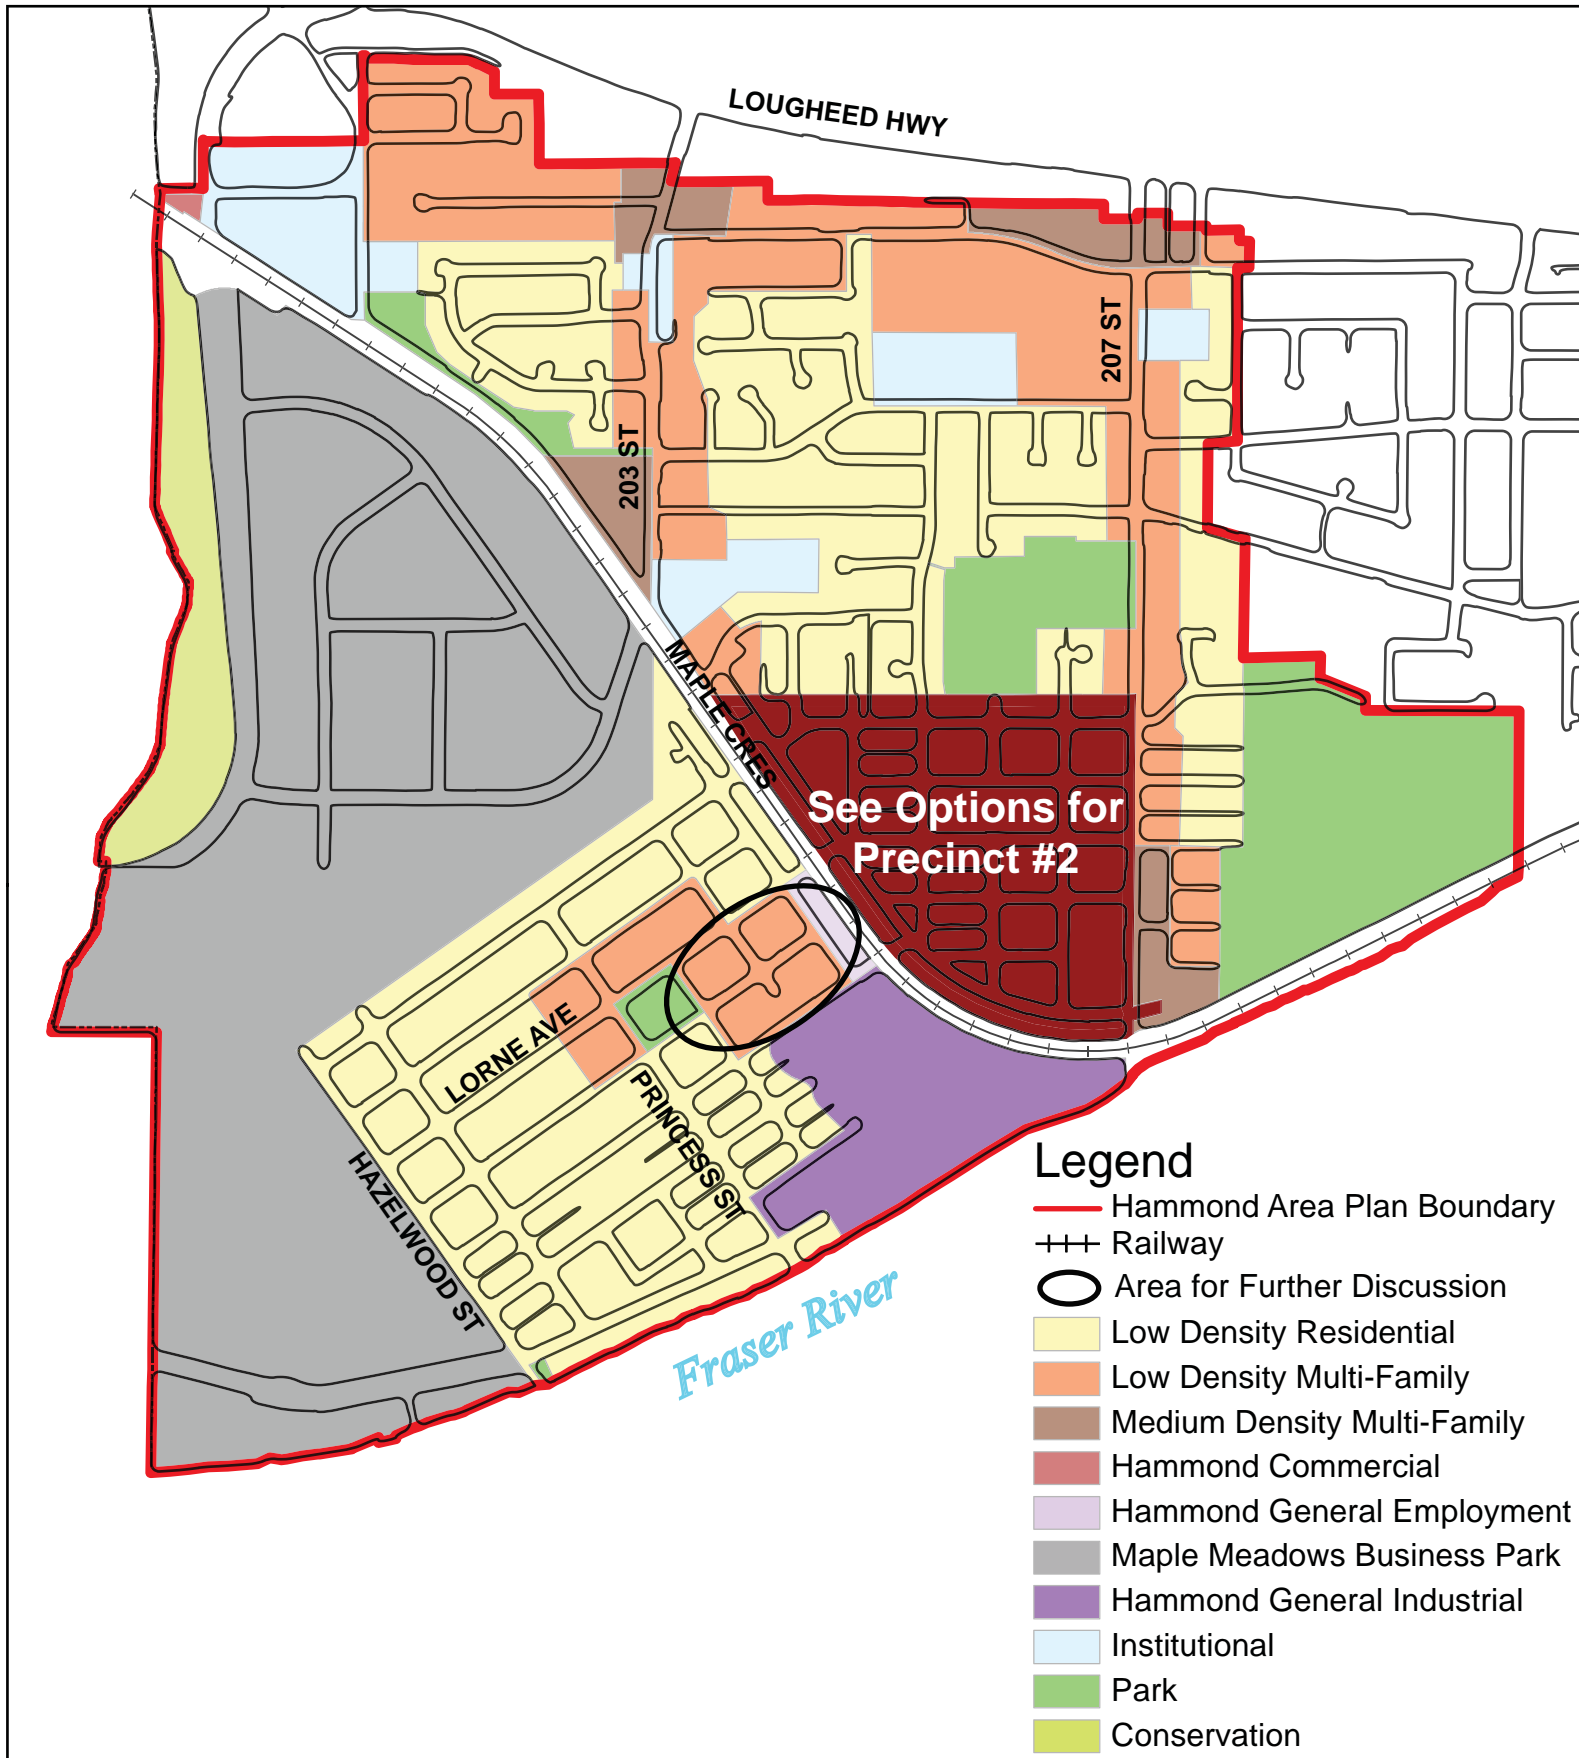 LOUGHEED HWY
207 ST
203 ST
MAPLE CRES
See Options for
Precinct #2
LORNE AVE
PRINCESS ST
HAZELWOOD ST
Fraser River
Legend
Hammond Area Plan Boundary
Railway
Area for Further Discussion
Low Density Residential
Low Density Multi-Family
Medium Density Multi-Family
Hammond Commercial
Hammond General Employment
Maple Meadows Business Park
Hammond General Industrial
Institutional
Park
Conservation